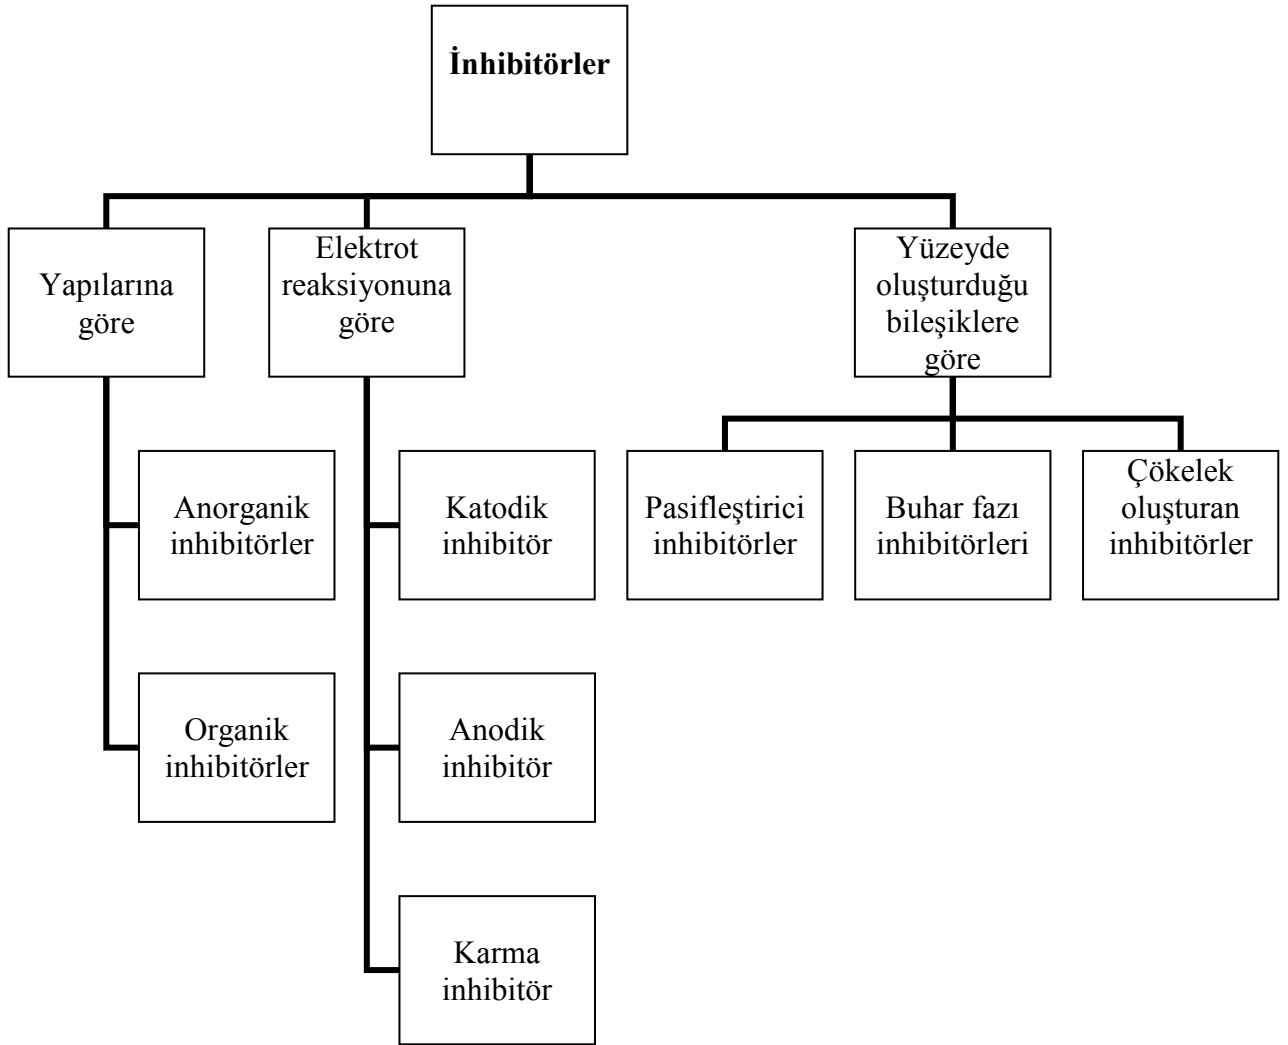 İnhibitörler
Yapılarına
göre
Elektrot
reaksiyonuna
göre
Yüzeyde
oluşturduğu
bileşiklere
göre
Anorganik
inhibitörler
Katodik
inhibitör
Pasifleştirici
inhibitörler
Buhar fazı
inhibitörleri
Çökelek
oluşturan
inhibitörler
Organik
inhibitörler
Anodik
inhibitör
Karma
inhibitör